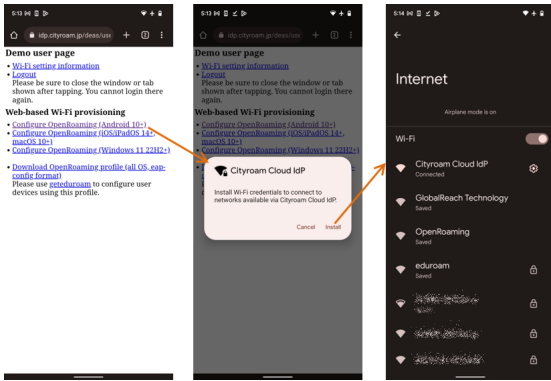 5:13
idp.cityroam.jp/deas/use
Demo user page
• Wi-Fi setting information
• Logout
Please be sure to close the window or tab
shown after tapping. You cannot login there
again.
Web-based Wi-Fi provisioning
• Configure OpenRoaming (Android 10+)
• Configure OpenRoaming (iOS/iPadOS 14+,
macOS 10+)
• Configure OpenRoaming (Windows 11 22H2+)
• Download OpenRoaming profile (all OS, eap-
config format)
Please use geteduroam to configure user
devices using this profile.
5:13
idp.cityroam.jp/deas/use
Demo user page
• Wi-Fi setting information
• Logout
Please be sure to close the window or tab
shown after tapping. You cannot login there
again.
Web-based Wi-Fi provisioning
• Configure OpenRoaming (Android 10+)
• Configure OpenRoaming (iOS/iPadOS 14+,
macOS 10+)
• Configure OpenRoaming (Windows 11 22H2+)
Cityroam Cloud IdP
Install Wi-Fi credentials to connect to
networks available via Cityroam Cloud IdP.
Cancel
Install
5:14
Internet
Airplane mode is on
Wi-Fi
Cityroam Cloud IdP
Connected
GlobalReach Technology
Saved
OpenRoaming
Saved
eduroam
Saved